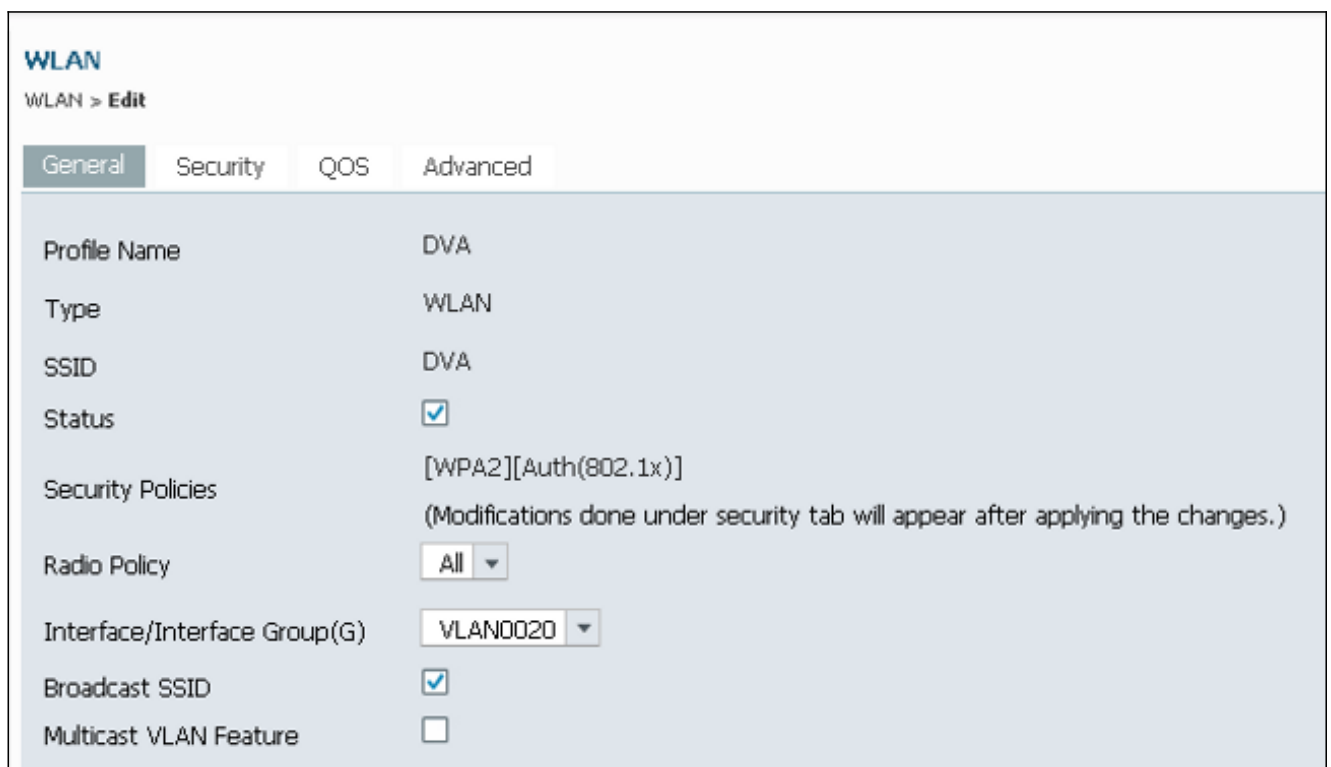 WLAN
WLAN > Edit
General Security QOS Advanced
Profile Name DVA
Type WLAN
SSID DVA
Status
Security Policies [WPA2][Auth(802.1x)]
(Modifications done under security tab will appear after applying the changes.)
Radio Policy All
Interface/Interface Group(G) VLAN0020
Broadcast SSID
Multicast VLAN Feature